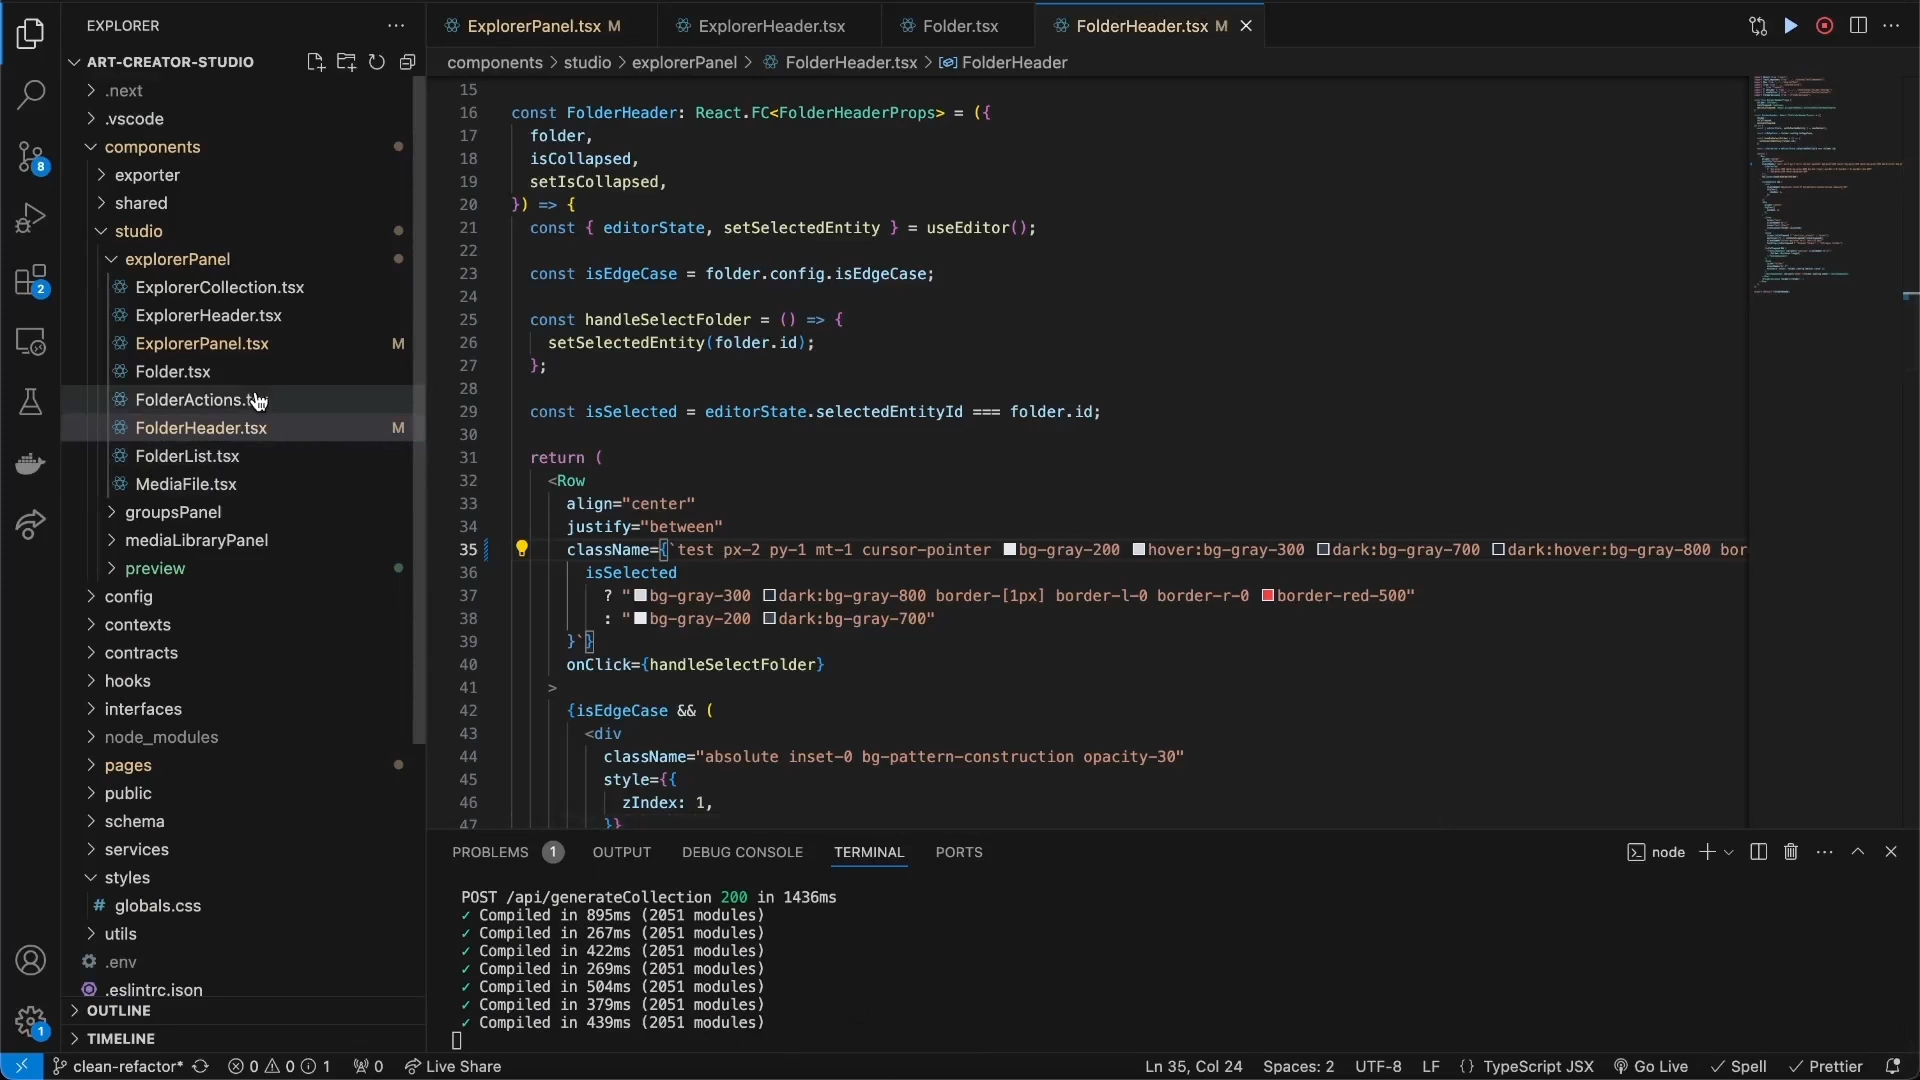 EXPLORER
ART-CREATOR-STUDIO
.next
.vscode
components
exporter
shared
studio
explorerPanel
ExplorerCollection.tsx
ExplorerHeader.tsx
ExplorerPanel.tsx M
Folder.tsx
FolderActions.
FolderHeader.tsx M
FolderList.tsx
MediaFile.tsx
groupsPanel
mediaLibraryPanel
preview
config
contexts
contracts
hooks
interfaces
node_modules
pages
public
schema
services
styles
# globals.css
utils
.env
.eslintrc.json
OUTLINE
TIMELINE
8
2
1
ExplorerPanel.tsx M
ExplorerHeader.tsx
Folder.tsx
FolderHeader.tsx M
components > studio > explorerPanel > FolderHeader.tsx > FolderHeader
15
16 const FolderHeader: React.FC<FolderHeaderProps> = ({
17 folder,
18 isCollapsed,
19 setIsCollapsed,
20 }) => {
21 const { editorState, setSelectedEntity } = useEditor();
22
23 const isEdgeCase = folder.config.isEdgeCase;
24
25 const handleSelectFolder = () => {
26 setSelectedEntity(folder.id);
27 };
28
29 const isSelected = editorState.selectedEntityId === folder.id;
30
31 return (
32 <Row
33 align="center"
34 justify="between"
35 className={`test px-2 py-1 mt-1 cursor-pointer bg-gray-200 hover:bg-gray-300 dark:bg-gray-700 dark:hover:bg-gray-800 bor
36 isSelected
37 ? "bg-gray-300 dark:bg-gray-800 border-[1px] border-l-0 border-r-0 border-red-500"
38 : "bg-gray-200 dark:bg-gray-700"
39 }`}
40 onClick={handleSelectFolder}
41 >
42 {isEdgeCase && (
43 <div
44 className="absolute inset-0 bg-pattern-construction opacity-30"
45 style={{
46 zIndex: 1,
47 }}
PROBLEMS 1 OUTPUT DEBUG CONSOLE TERMINAL PORTS
node
POST /api/generateCollection 200 in 1436ms
✓ Compiled in 895ms (2051 modules)
✓ Compiled in 267ms (2051 modules)
✓ Compiled in 422ms (2051 modules)
✓ Compiled in 269ms (2051 modules)
✓ Compiled in 504ms (2051 modules)
✓ Compiled in 379ms (2051 modules)
✓ Compiled in 439ms (2051 modules)
clean-refactor* 0 0 1 0 Live Share
Ln 35, Col 24 Spaces: 2 UTF-8 LF {} TypeScript JSX Go Live ✓ Spell ✓ Prettier